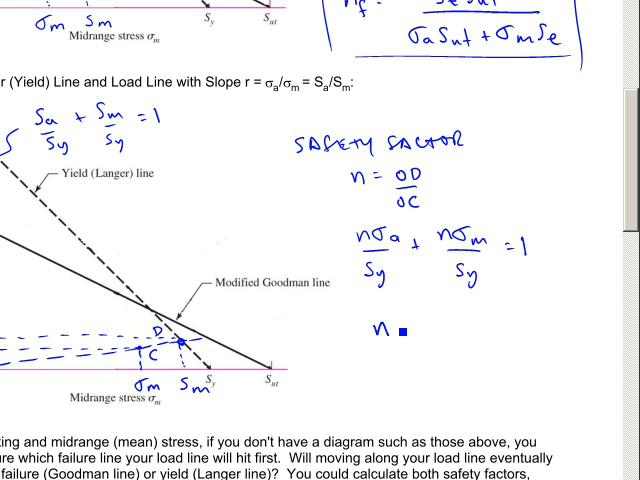 σm Sm
Sy
Sut
Midrange stress σm
nf = Se Sut
σa Sut + σm Se
r (Yield) Line and Load Line with Slope r = σa/σm = Sa/Sm:
Sa/Sy + Sm/Sy = 1
Yield (Langer) line
SAFETY FACTOR
n = OD/OC
nσa/Sy + nσm/Sy = 1
Modified Goodman line
n
D
C
σm Sm
Sy
Sut
Midrange stress σm
ting and midrange (mean) stress, if you don't have a diagram such as those above, you
ure which failure line your load line will hit first. Will moving along your load line eventually
failure (Goodman line) or yield (Langer line)? You could calculate both safety factors,